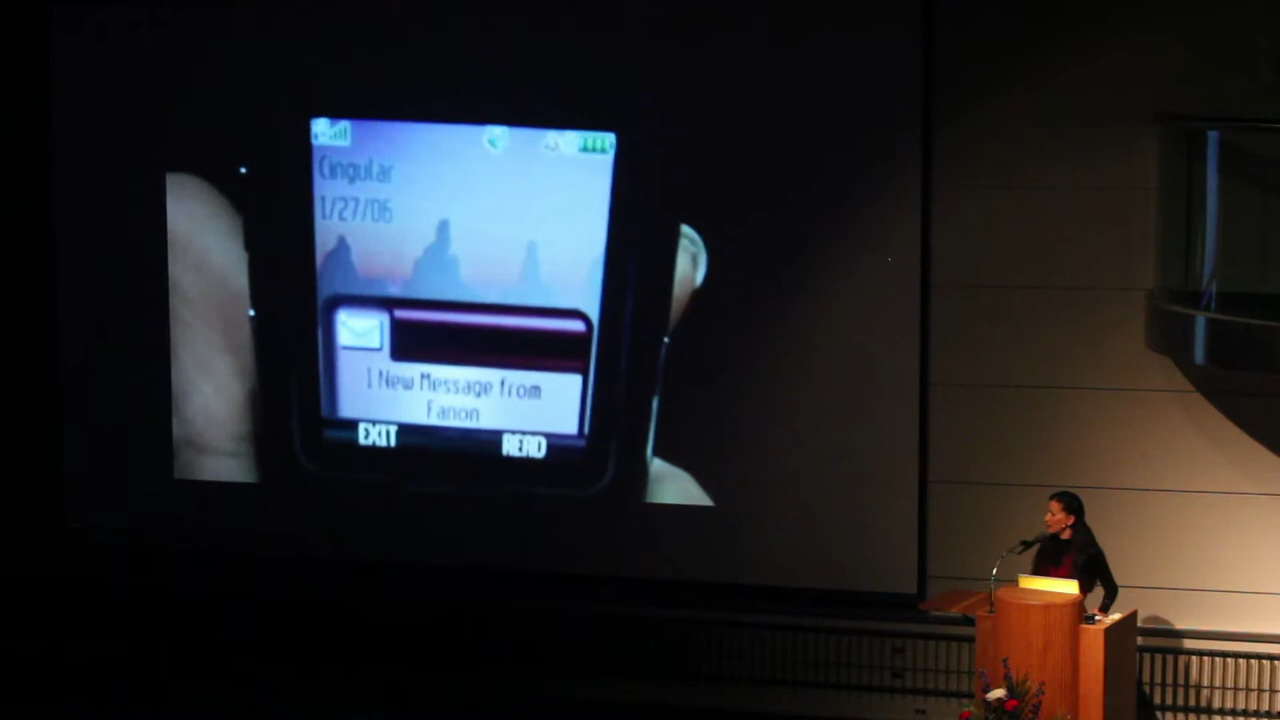 Cingular
1/27/06
1 New Message from
Fanon
EXIT
READ